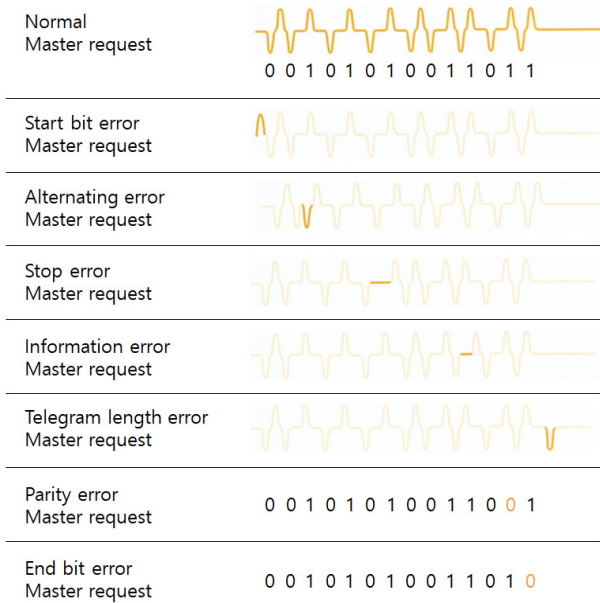 Normal
Master request
0 0 1 0 1 0 1 0 0 1 1 0 1 1
Start bit error
Master request
Alternating error
Master request
Stop error
Master request
Information error
Master request
Telegram length error
Master request
Parity error
Master request
0 0 1 0 1 0 1 0 0 1 1 0 0 1
End bit error
Master request
0 0 1 0 1 0 1 0 0 1 1 0 1 0